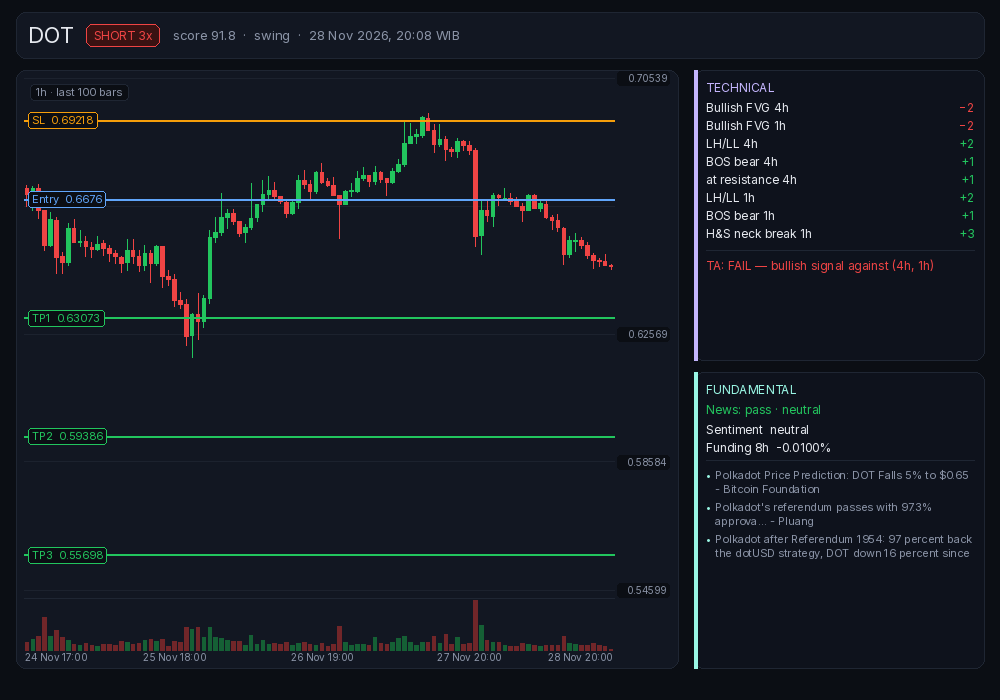 DOT SHORT 3x score 91.8 · swing · 28 Nov 2026, 20:08 WIB
1h · last 100 bars
0.70539
SL 0.69218
Entry 0.6676
TP1 0.63073
0.62569
TP2 0.59386
0.58584
TP3 0.55698
0.54599
24 Nov 17:00 25 Nov 18:00 26 Nov 19:00 27 Nov 20:00 28 Nov 20:00
TECHNICAL
Bullish FVG 4h −2
Bullish FVG 1h −2
LH/LL 4h +2
BOS bear 4h +1
at resistance 4h +1
LH/LL 1h +2
BOS bear 1h +1
H&S neck break 1h +3
TA: FAIL — bullish signal against (4h, 1h)
FUNDAMENTAL
News: pass · neutral
Sentiment neutral
Funding 8h -0.0100%
• Polkadot Price Prediction: DOT Falls 5% to $0.65
- Bitcoin Foundation
• Polkadot's referendum passes with 97.3%
approva... - Pluang
• Polkadot after Referendum 1954: 97 percent back
the dotUSD strategy, DOT down 16 percent since